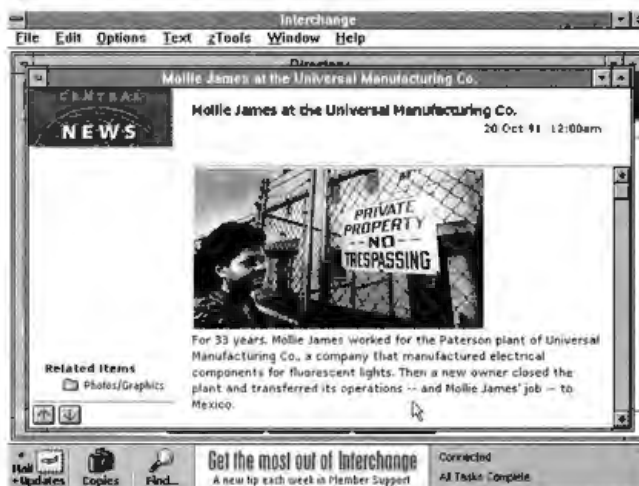 Interchange
File Edit Options Text zTools Window Help
Directory
Mollie James at the Universal Manufacturing Co.
CENTRAL
NEWS
Mollie James at the Universal Manufacturing Co.
20 Oct 12:00am
PRIVATE
PROPERTY
--NO--
TRESPASSING
For 33 years, Mollie James worked for the Paterson plant of Universal
Manufacturing Co., a company that manufactured electrical
components for fluorescent lights. Then a new owner closed the
plant and transferred its operations -- and Mollie James' job -- to
Mexico.
Related Items
Photos/Graphics
Mail
+Updates
Copies
Find...
Get the most out of Interchange
A new tip each week in Member Support
Connected
All Tasks Complete